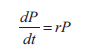 dP/dt = rP